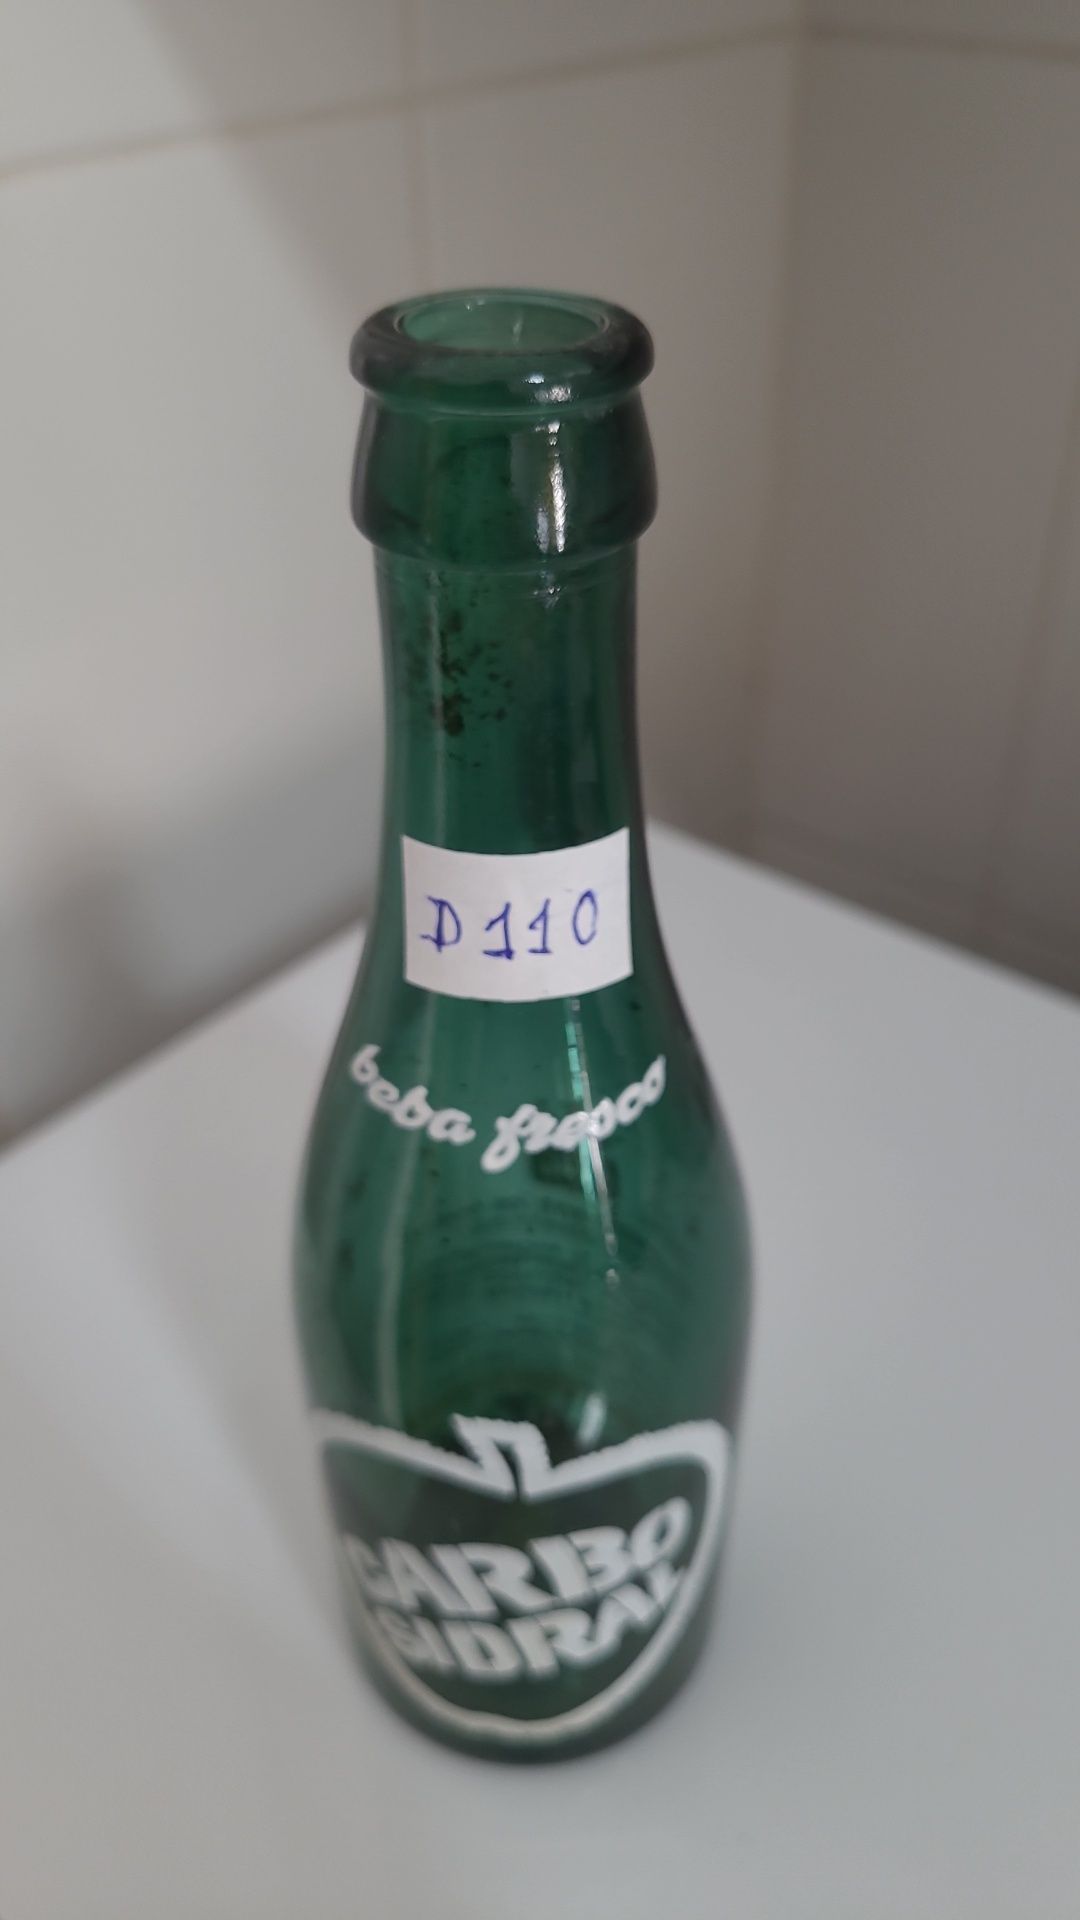 D110
beba fresco
CARBO
SIDRAL